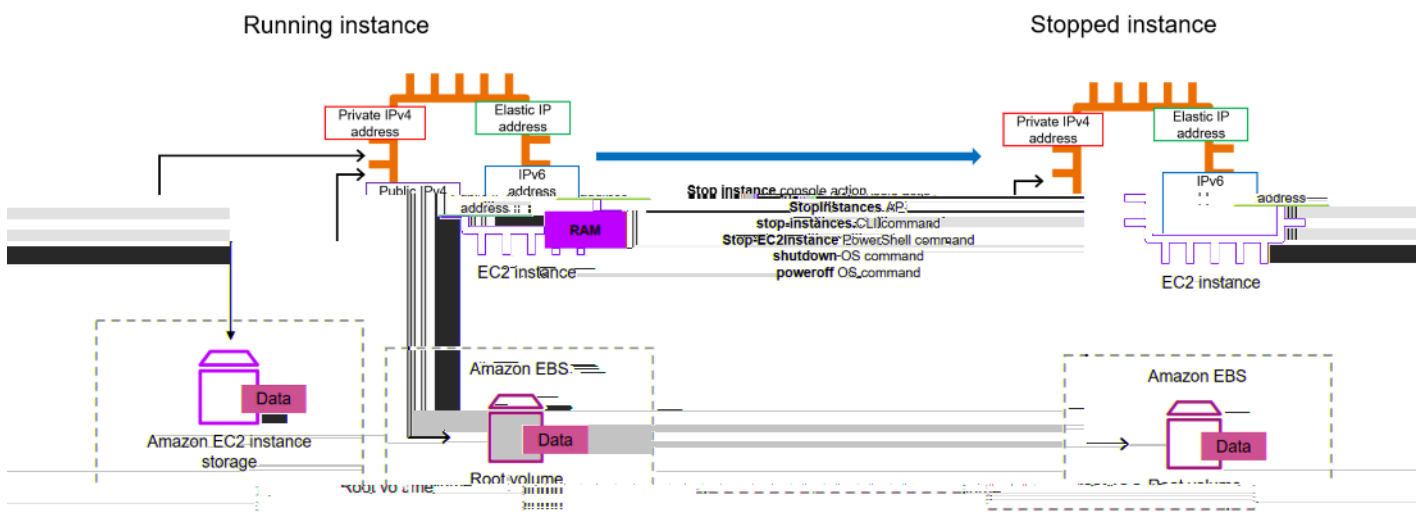 Running instance
Stopped instance
Private IPv4
address
Elastic IP
address
Public IPv4
address
IPv6
address
RAM
EC2 instance
Stop instance console action
StopInstances API
stop-instances CLI command
Stop-EC2Instance PowerShell command
shutdown OS command
poweroff OS command
Private IPv4
address
Elastic IP
address
IPv6
address
EC2 instance
Data
Amazon EC2 instance
storage
Amazon EBS
Data
Root volume
Amazon EBS
Data
Root volume